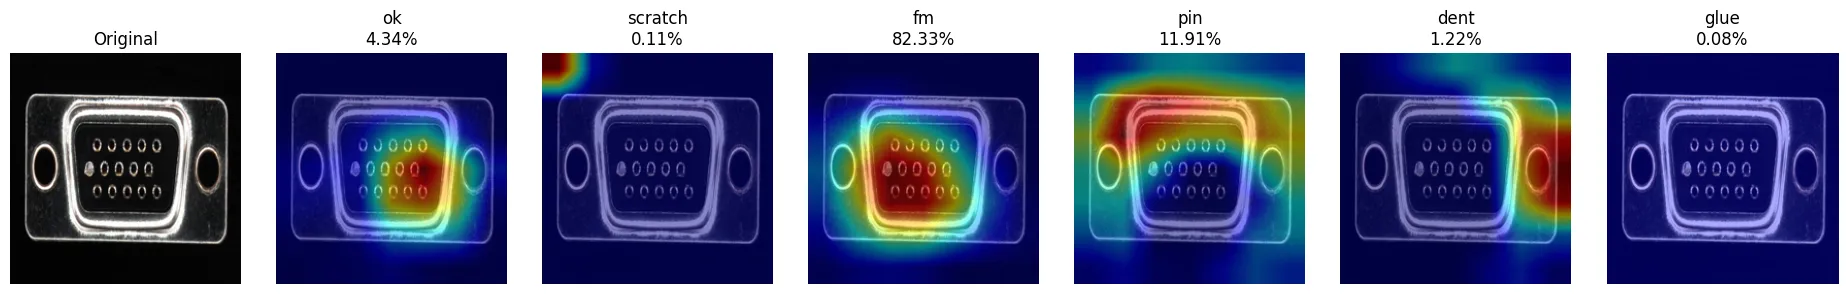 Original
ok
4.34%
scratch
0.11%
fm
82.33%
pin
11.91%
dent
1.22%
glue
0.08%